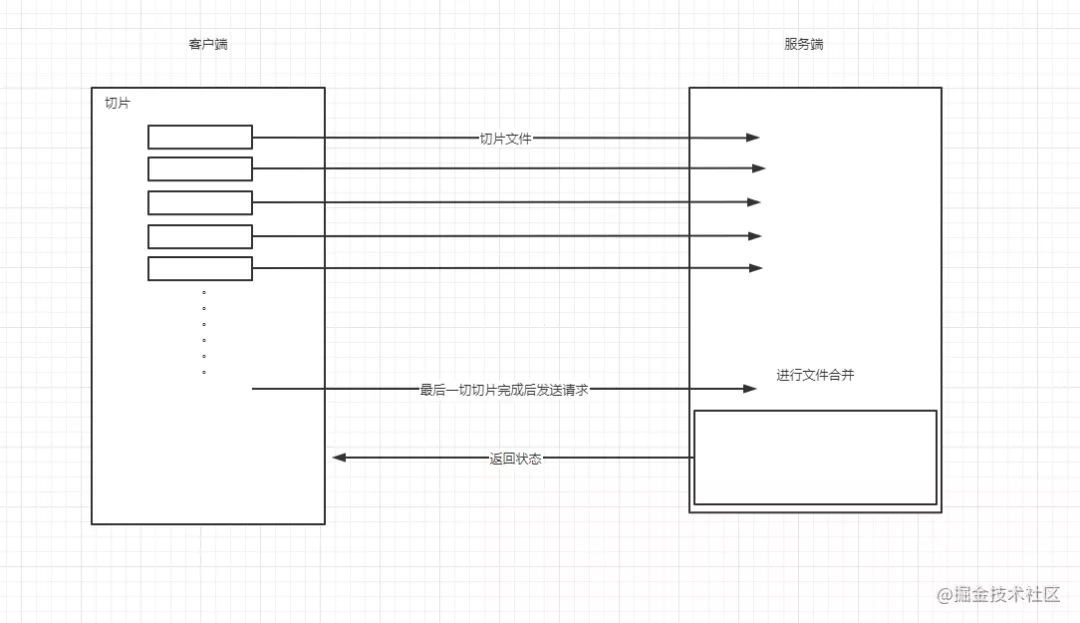 客户端
服务端
切片
切片文件
最后一切切片完成后发送请求
进行文件合并
返回状态
@掘金技术社区